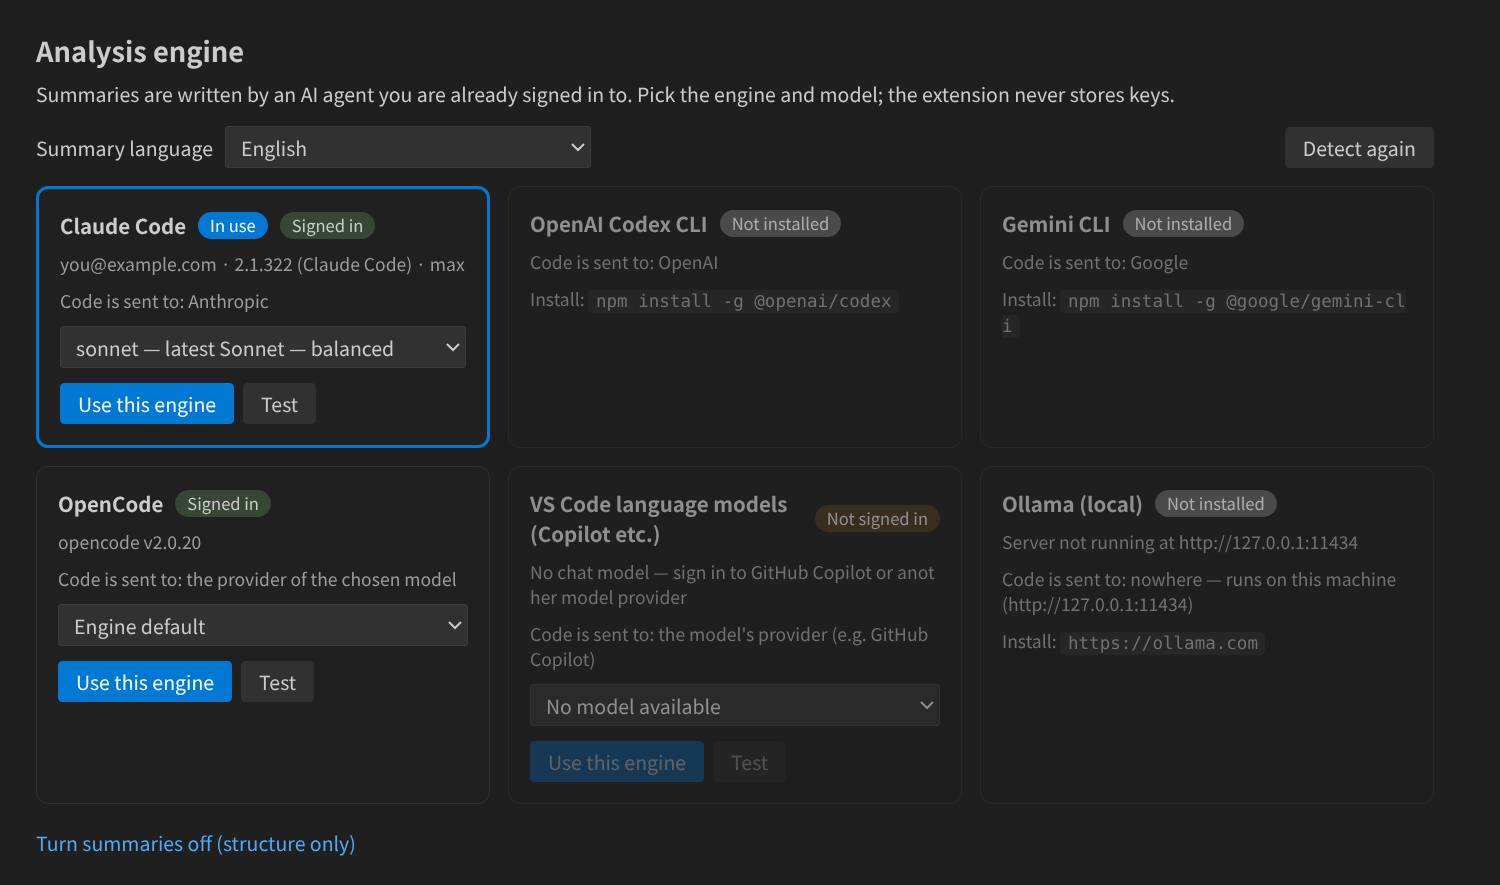 Analysis engine
Summaries are written by an AI agent you are already signed in to. Pick the engine and model; the extension never stores keys.
Summary language
English
Detect again
Claude Code
In use
Signed in
you@example.com · 2.1.322 (Claude Code) · max
Code is sent to: Anthropic
sonnet — latest Sonnet — balanced
Use this engine
Test
OpenAI Codex CLI
Not installed
Code is sent to: OpenAI
Install: npm install -g @openai/codex
Gemini CLI
Not installed
Code is sent to: Google
Install: npm install -g @google/gemini-cl
i
OpenCode
Signed in
opencode v2.0.20
Code is sent to: the provider of the chosen model
Engine default
Use this engine
Test
VS Code language models
(Copilot etc.)
Not signed in
No chat model — sign in to GitHub Copilot or anot
her model provider
Code is sent to: the model's provider (e.g. GitHub
Copilot)
No model available
Use this engine
Test
Ollama (local)
Not installed
Server not running at http://127.0.0.1:11434
Code is sent to: nowhere — runs on this machine
(http://127.0.0.1:11434)
Install: https://ollama.com
Turn summaries off (structure only)